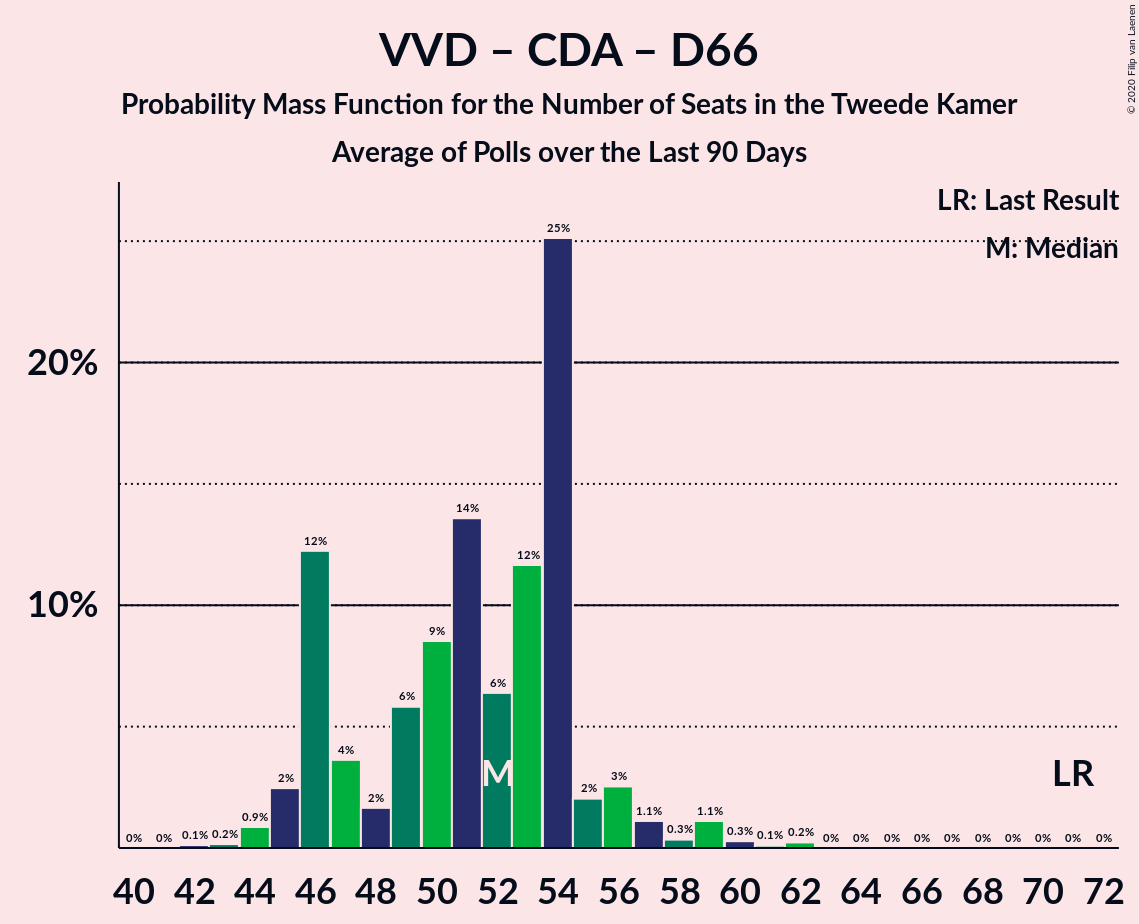 VVD – CDA – D66
Probability Mass Function for the Number of Seats in the Tweede Kamer
Average of Polls over the Last 90 Days
© 2020 Filip van Laenen
LR: Last Result
M: Median
25%
20%
14%
12%
12%
10%
9%
6%
6%
4%
M
LR
2%
2%
2%
3%
0% 0% 0.1% 0.2% 0.9% 1.1% 0.3% 1.1% 0.3% 0.1% 0.2% 0% 0% 0% 0% 0% 0% 0% 0% 0% 0%
40 42 44 46 48 50 52 54 56 58 60 62 64 66 68 70 72